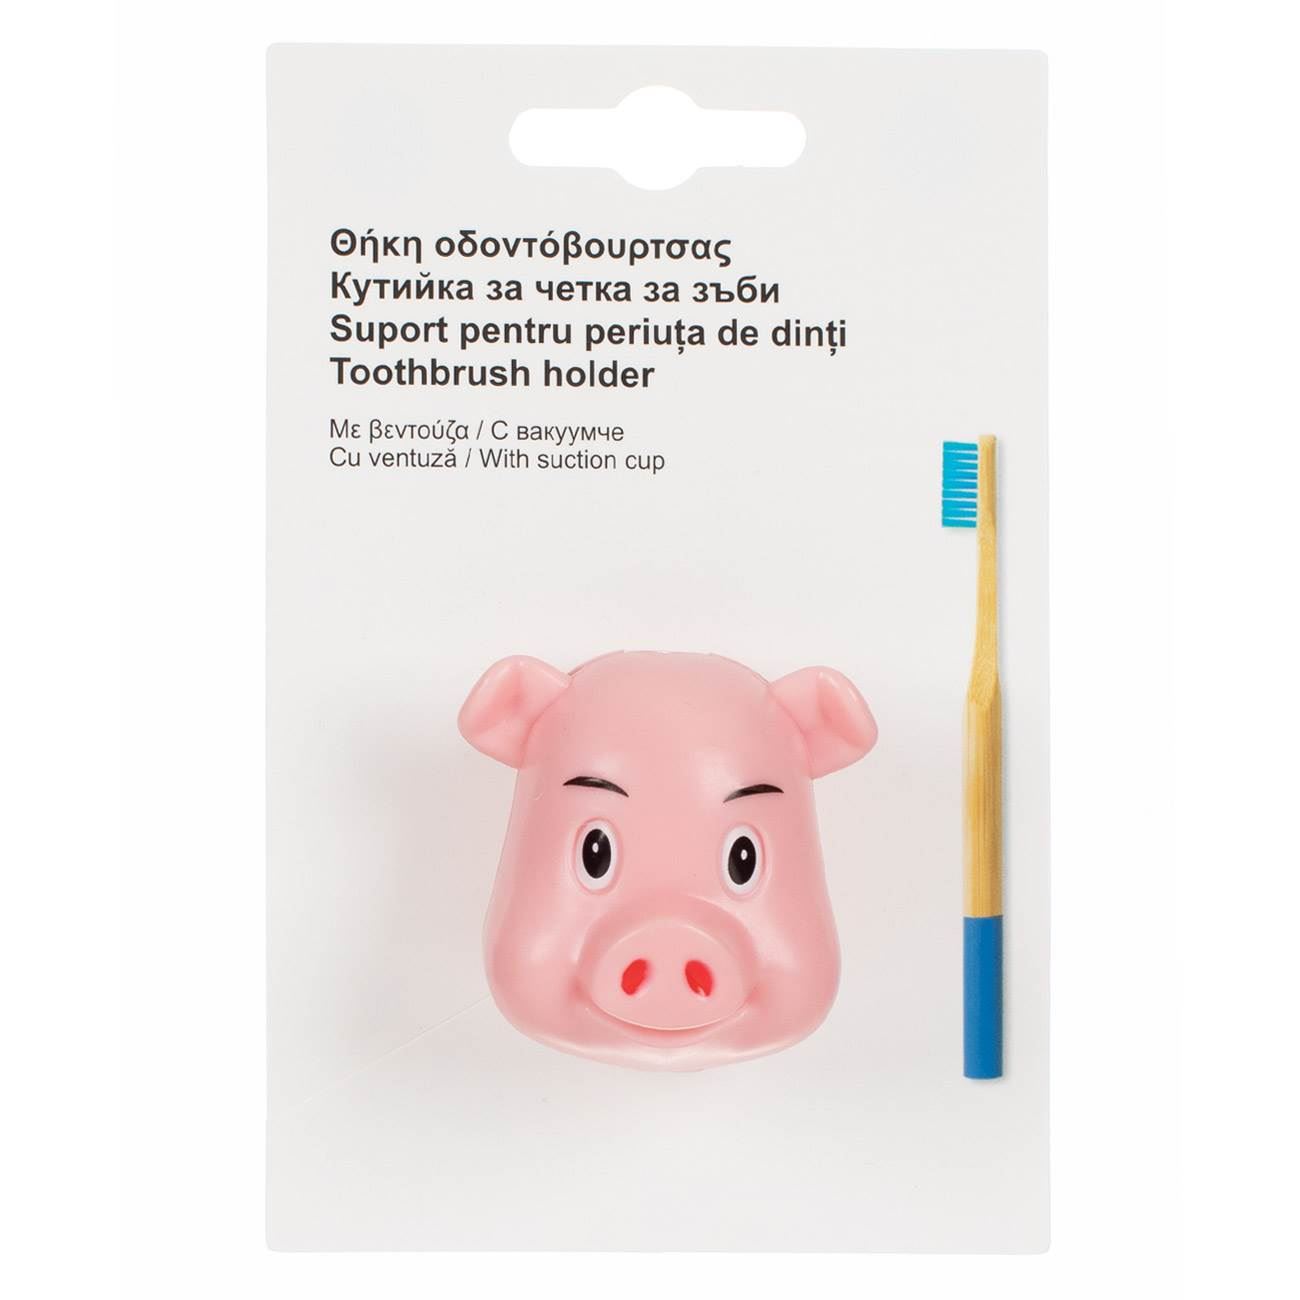 Θήκη οδοντόβουρτσας
Кутийка за четка за зъби
Suport pentru periuța de dinți
Toothbrush holder
Με βεντούζα / С вакуумче
Cu ventuză / With suction cup